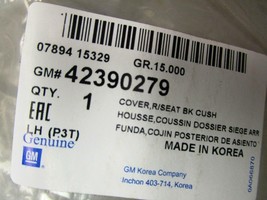 07894 15329 GR.15.000
GM# 42390279
QTY. 1
COVER,R/SEAT BK CUSH
HOUSSE,COUSSIN DOSSIER SIEGE ARR
FUNDA,COJIN POSTERIOR DE ASIENTO
EAC
LH (P3T)
MADE IN KOREA
Genuine
GM
GM Korea Company
Inchon 403-714, Korea